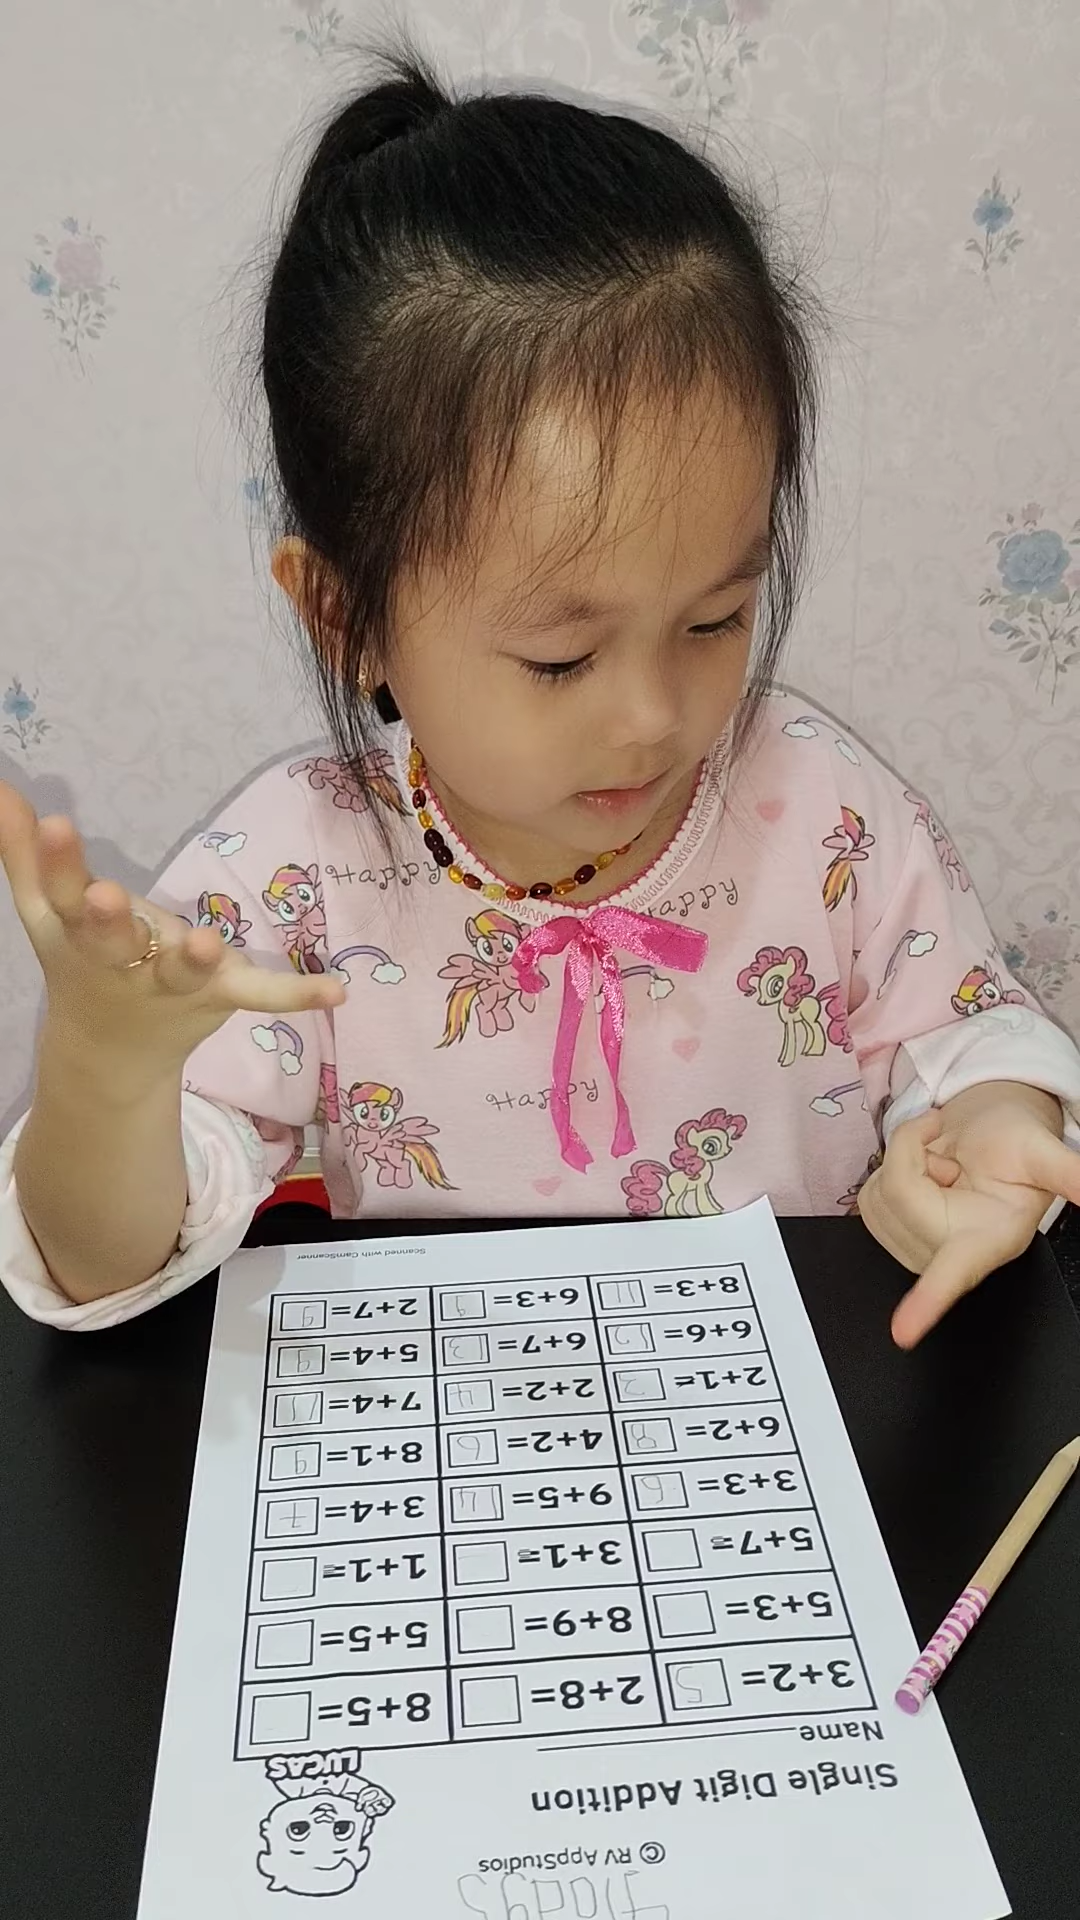 Happy
Happy
Happy
© RV AppStudios
LUCAS
Single Digit Addition
Name
3+2= 5 2+8= 8+5=
5+3= 8+9= 5+5=
5+7= 3+1= 1+1=
3+3= 6 9+5= 14 3+4= 7
6+2= 8 4+2= 6 8+1= 9
2+1= 3 2+2= 4 7+4= 11
6+6= 12 6+7= 13 5+4= 9
8+3= 11 6+3= 9 2+7= 9
Scanned with CamScanner